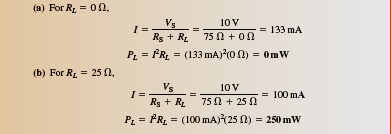 (a) For R_L = 0 Ω,
I = V_S / (R_S + R_L) = 10 V / (75 Ω + 0 Ω) = 133 mA
P_L = I²R_L = (133 mA)²(0 Ω) = 0 mW
(b) For R_L = 25 Ω,
I = V_S / (R_S + R_L) = 10 V / (75 Ω + 25 Ω) = 100 mA
P_L = I²R_L = (100 mA)²(25 Ω) = 250 mW